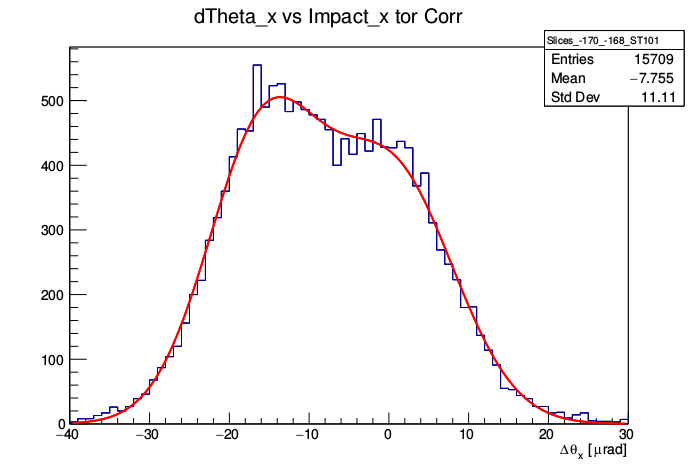 dTheta_x vs Impact_x tor Corr
Slices_-170_-168_ST101
Entries 15709
Mean −7.755
Std Dev 11.11
500
400
300
200
100
0
−40 −30 −20 −10 0 10 20 30
Δθx [μrad]